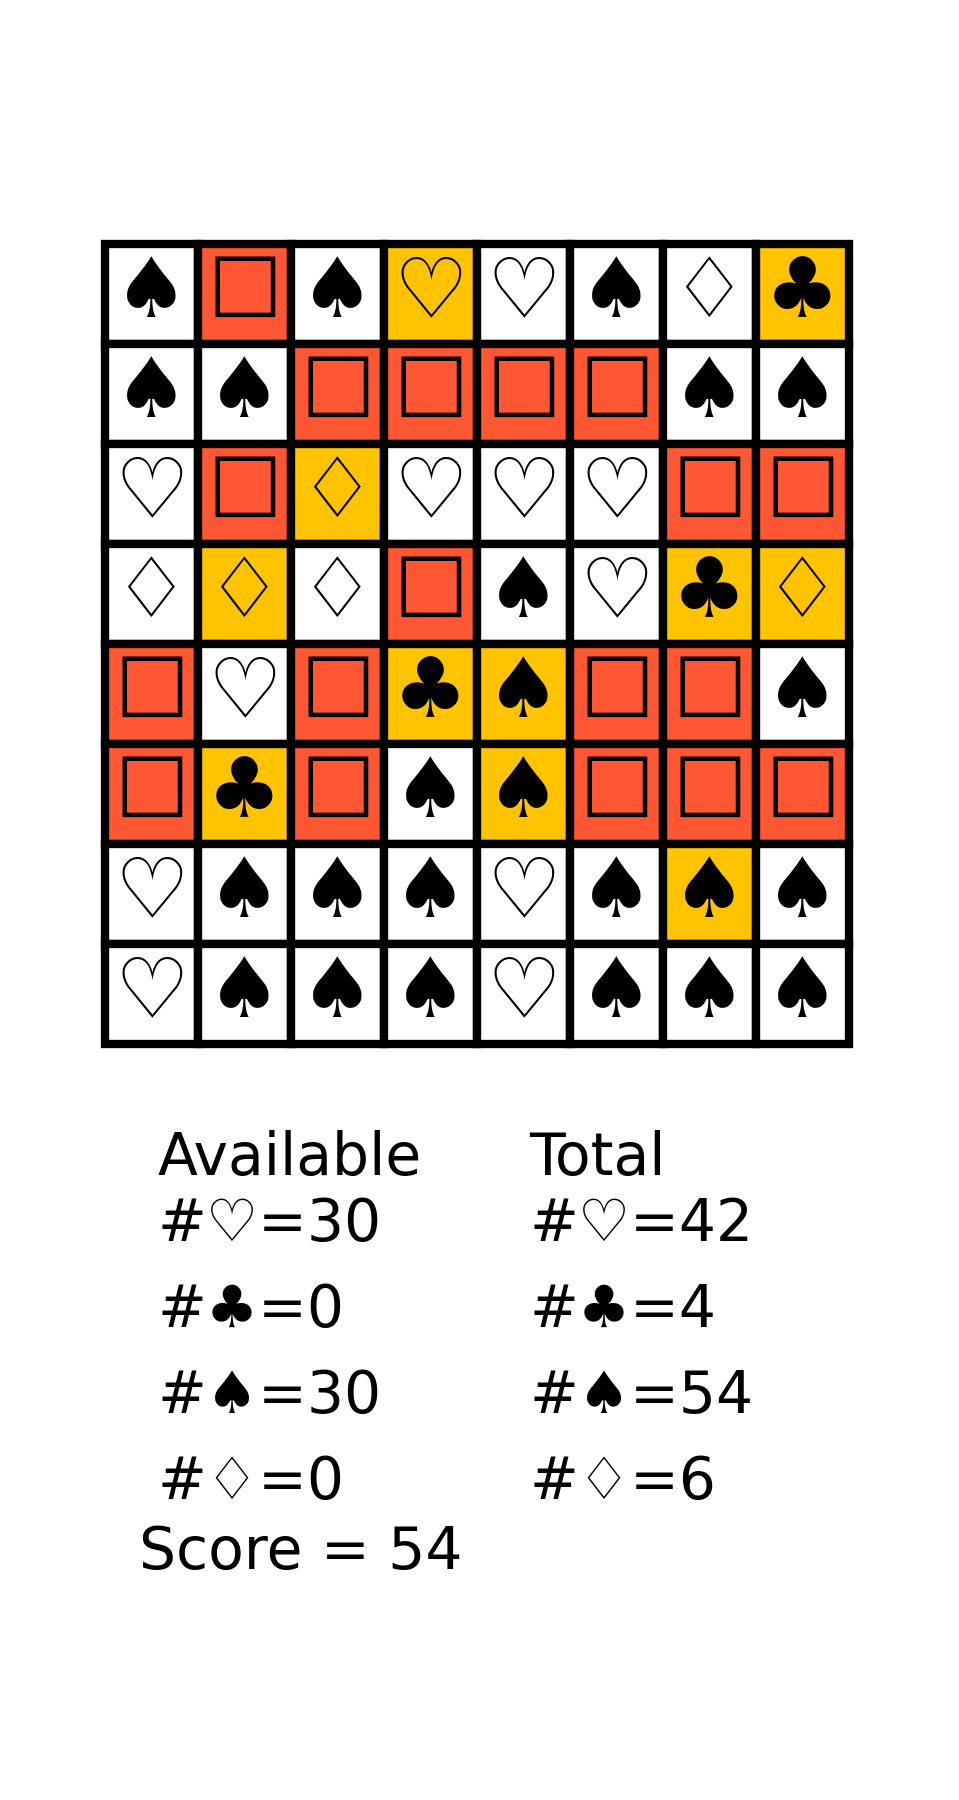 ♠ □ ♠ ♡ ♡ ♠ ♢ ♣
♠ ♠ □ □ □ □ ♠ ♠
♡ □ ♢ ♡ ♡ ♡ □ □
♢ ♢ ♢ □ ♠ ♡ ♣ ♢
□ ♡ □ ♣ ♠ □ □ ♠
□ ♣ □ ♠ ♠ □ □ □
♡ ♠ ♠ ♠ ♡ ♠ ♠ ♠
♡ ♠ ♠ ♠ ♡ ♠ ♠ ♠
Available Total
#♡=30 #♡=42
#♣=0 #♣=4
#♠=30 #♠=54
#♢=0 #♢=6
Score = 54